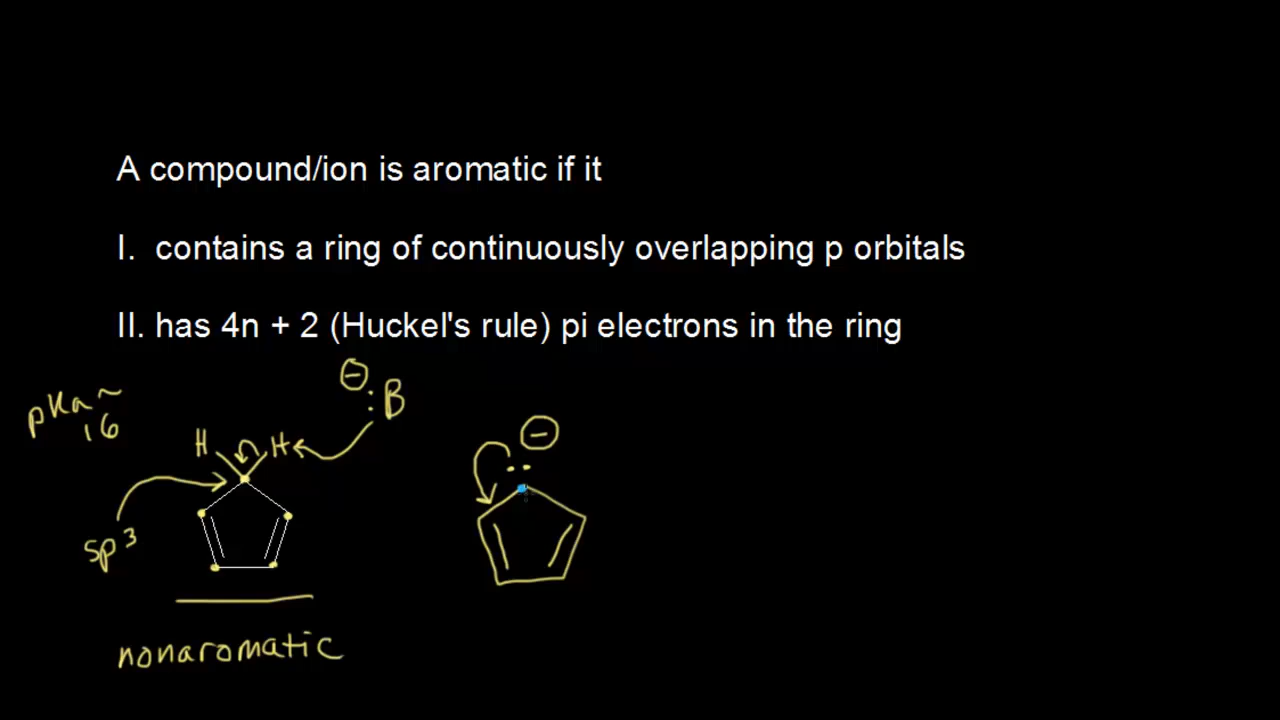 A compound/ion is aromatic if it
I. contains a ring of continuously overlapping p orbitals
II. has 4n + 2 (Huckel's rule) pi electrons in the ring
pKa ~
16
⊖
:B
H H
⊖
..
sp³
nonaromatic